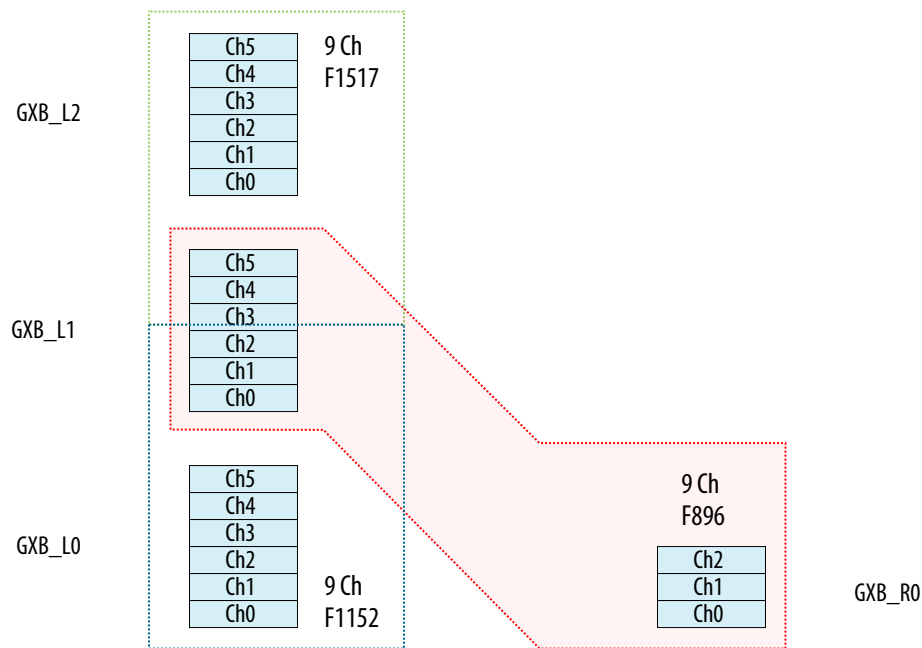 GXB_L2
Ch5
Ch4
Ch3
Ch2
Ch1
Ch0
9 Ch
F1517
GXB_L1
Ch5
Ch4
Ch3
Ch2
Ch1
Ch0
GXB_L0
Ch5
Ch4
Ch3
Ch2
Ch1
Ch0
9 Ch
F1152
9 Ch
F896
Ch2
Ch1
Ch0
GXB_R0